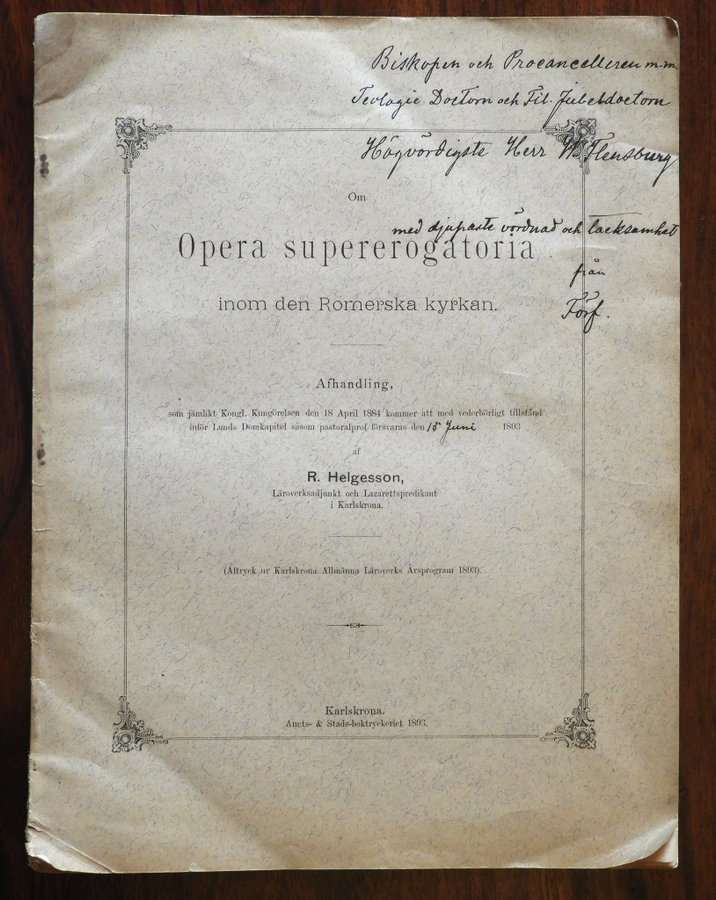 Biskopen och Procancelleren m.m.
Teologie Doctorn och Fil. Jubeldoctorn
Högvördigste Herr W. Flensburg
Om
med djupaste vördnad och tacksamhet
Opera supererogatoria
från
inom den Romerska kyrkan.
Förf.
Afhandling,
som jämlikt Kongl. Kungörelsen den 18 April 1884 kommer att med vederbörligt tillstånd
inför Lunds Domkapitel såsom pastoralprof försvaras den 15 Juni 1893
af
R. Helgesson,
Läroverksadjunkt och Lazarettspredikant
i Karlskrona.
(Aftryck ur Karlskrona Allmänna Läroverks Årsprogram 1893).
Karlskrona.
Amts- & Stads-boktryckeriet 1893.